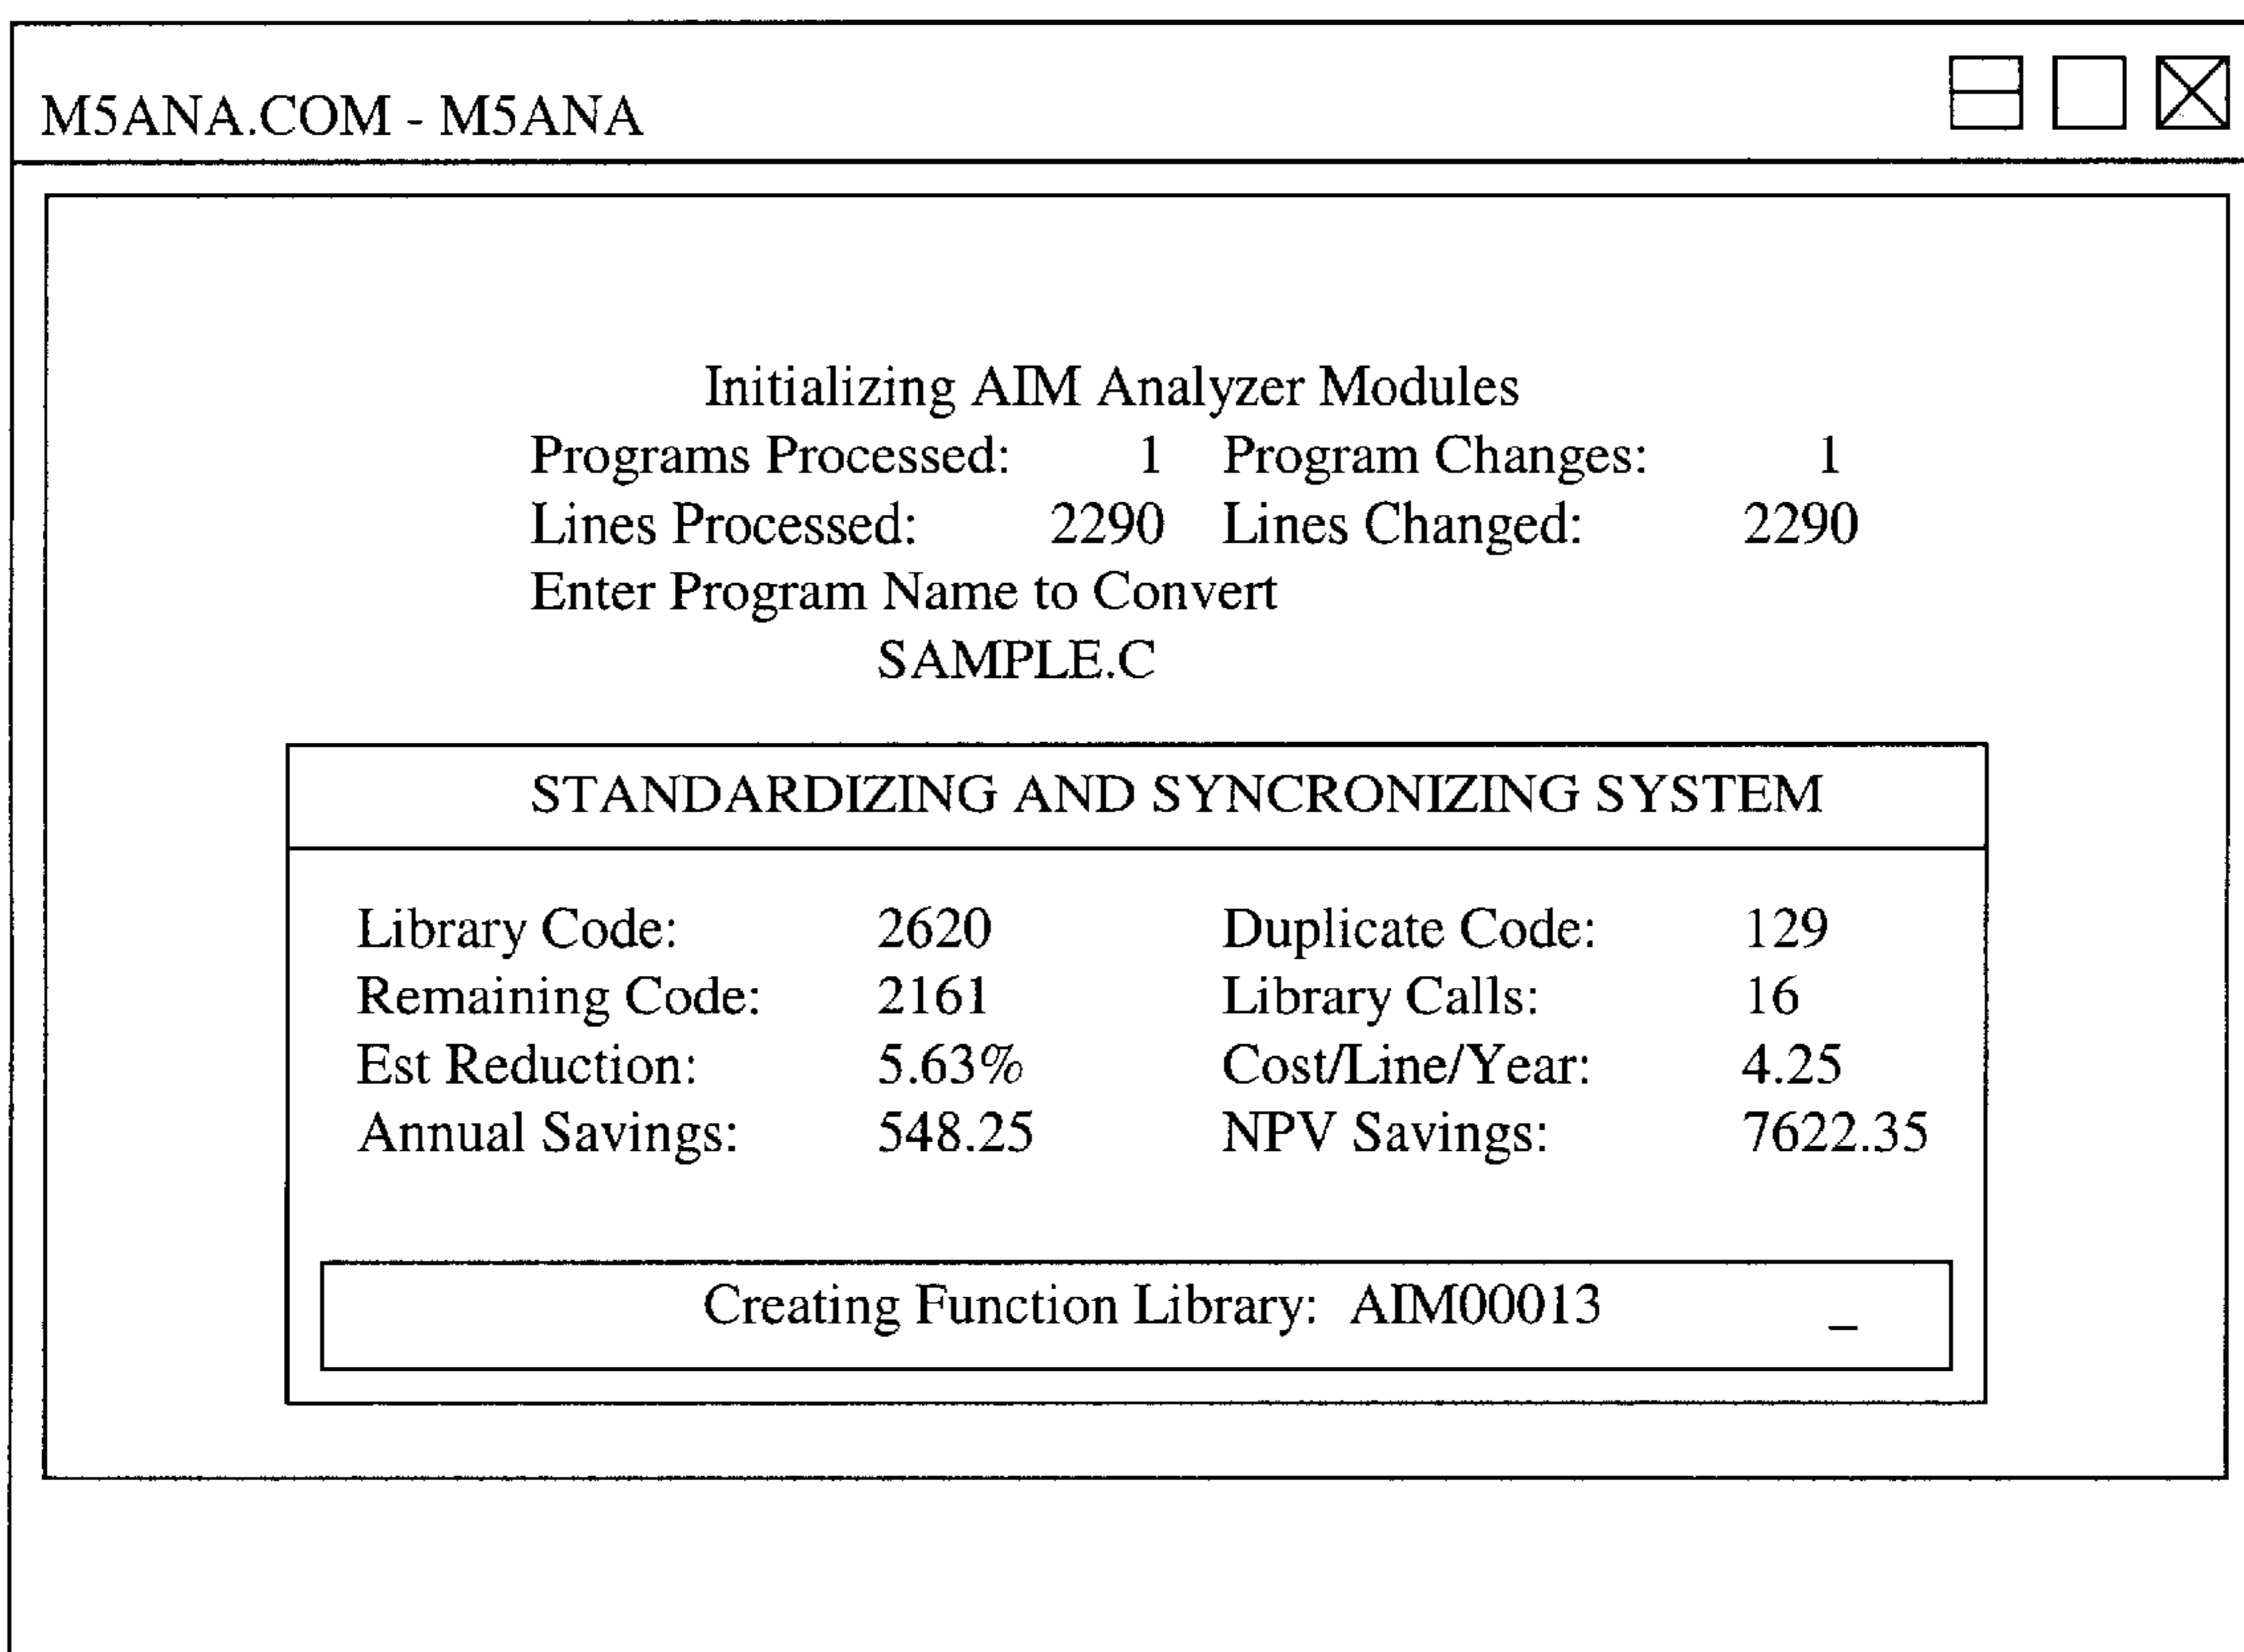 M5ANA.COM - M5ANA
Initializing AIM Analyzer Modules
Programs Processed: 1 Program Changes: 1
Lines Processed: 2290 Lines Changed: 2290
Enter Program Name to Convert
SAMPLE.C
STANDARDIZING AND SYNCRONIZING SYSTEM
Library Code: 2620 Duplicate Code: 129
Remaining Code: 2161 Library Calls: 16
Est Reduction: 5.63% Cost/Line/Year: 4.25
Annual Savings: 548.25 NPV Savings: 7622.35
Creating Function Library: AIM00013 _